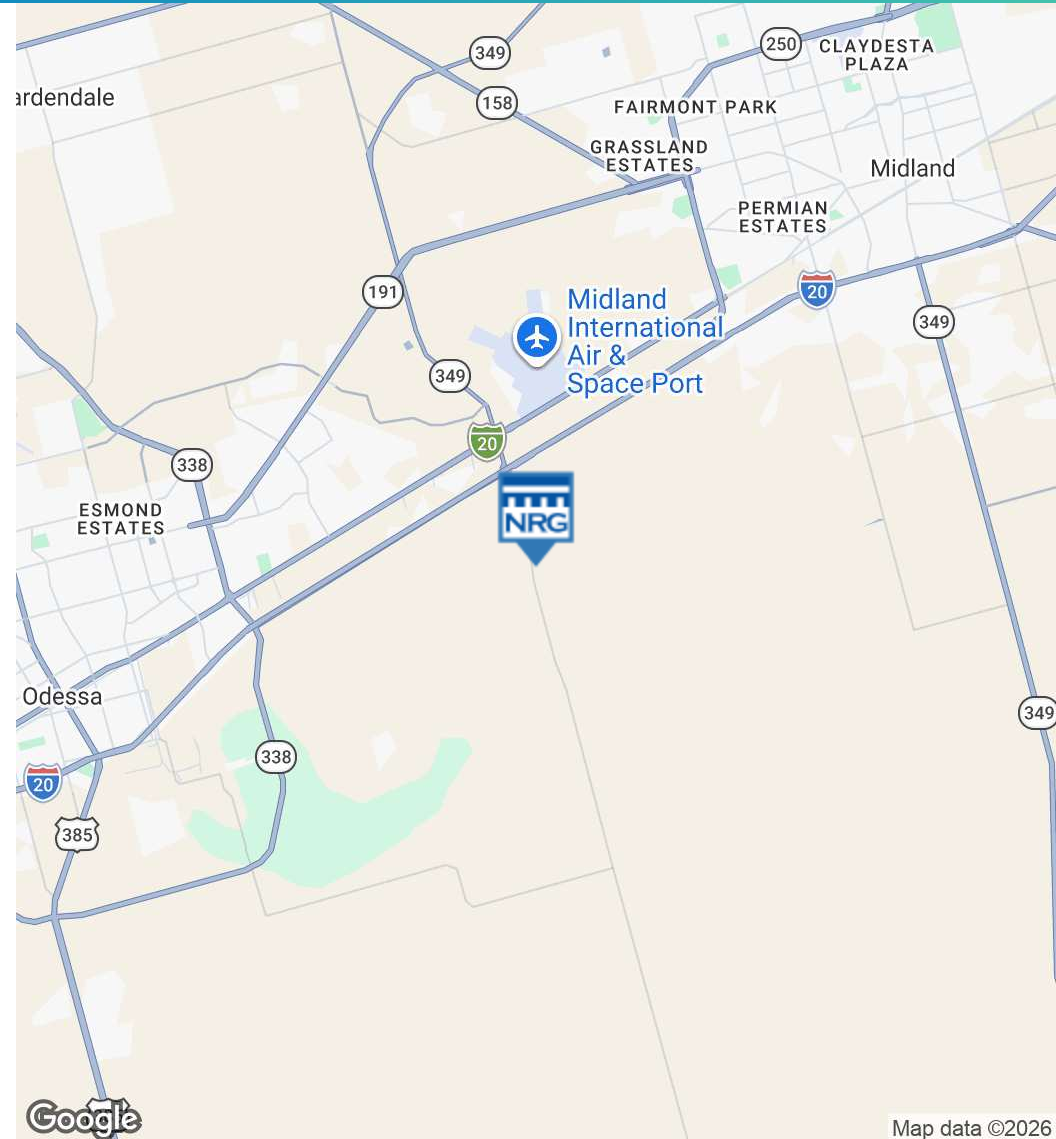 349
250
CLAYDESTA
PLAZA
ardendale
158
FAIRMONT PARK
GRASSLAND
ESTATES
Midland
PERMIAN
ESTATES
191
20
Midland
International
Air &
Space Port
349
349
20
338
NRG
ESMOND
ESTATES
Odessa
349
338
20
385
Google
Map data ©2026